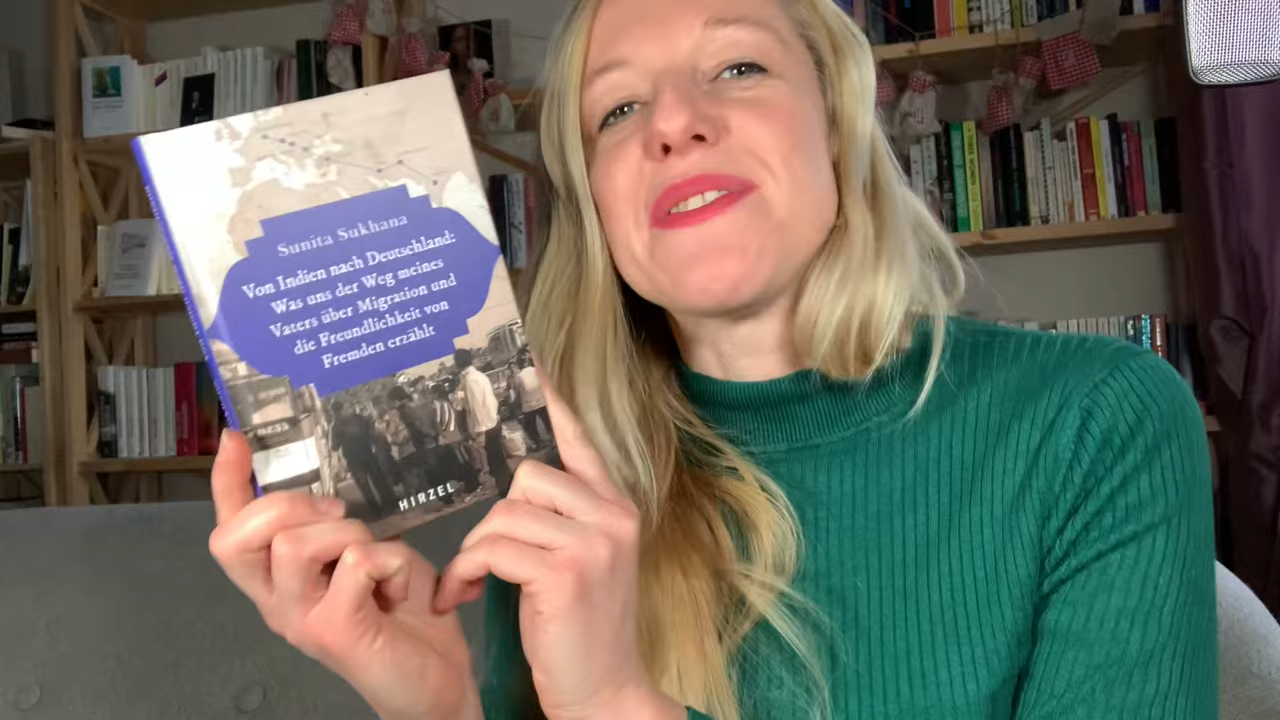 Sunita Sukhana
Von Indien nach Deutschland:
Was uns der Weg meines
Vaters über Migration und
die Freundlichkeit von
Fremden erzählt
HIRZEL